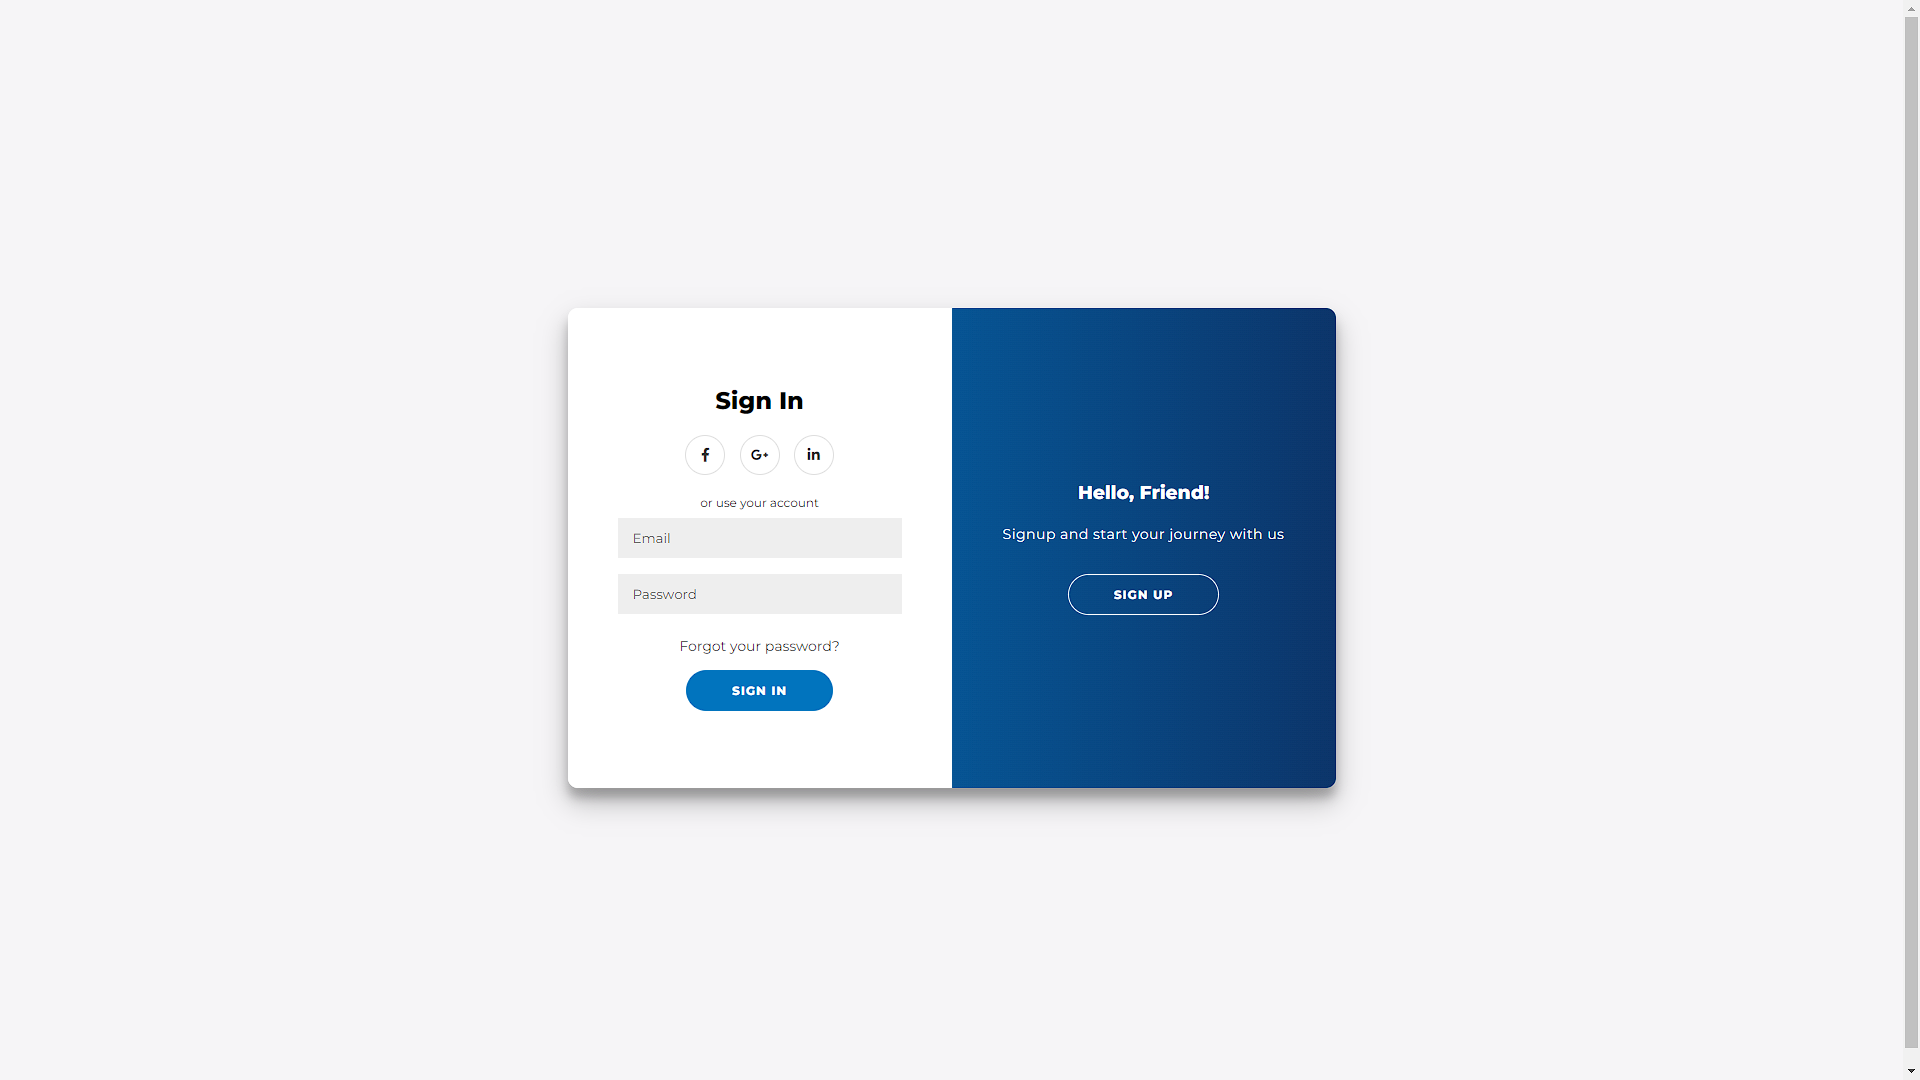 Sign In
G+
in
or use your account
Email
Password
Forgot your password?
SIGN IN
Hello, Friend!
Signup and start your journey with us
SIGN UP